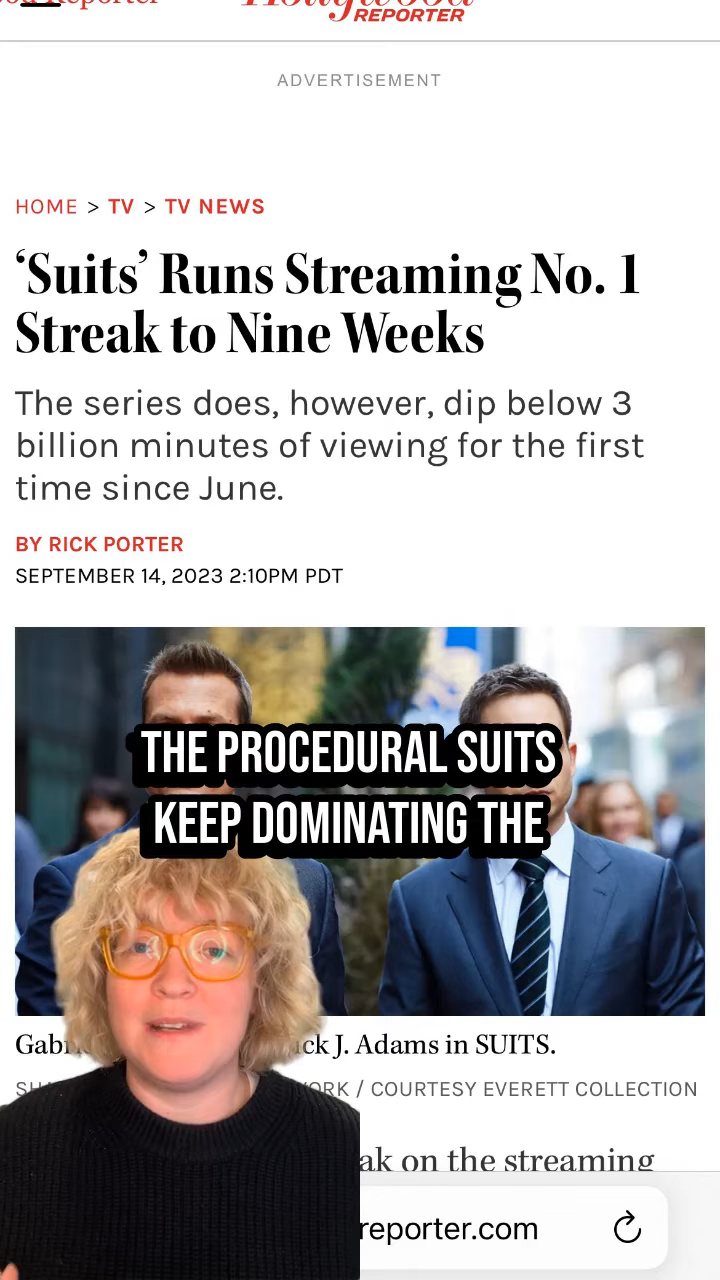 Reporter
Hollywood
REPORTER
ADVERTISEMENT
HOME > TV > TV NEWS
‘Suits’ Runs Streaming No. 1
Streak to Nine Weeks
The series does, however, dip below 3
billion minutes of viewing for the first
time since June.
BY RICK PORTER
SEPTEMBER 14, 2023 2:10PM PDT
THE PROCEDURAL SUITS
KEEP DOMINATING THE
J. Adams in SUITS.
/ COURTESY EVERETT COLLECTION
on the streaming
reporter.com